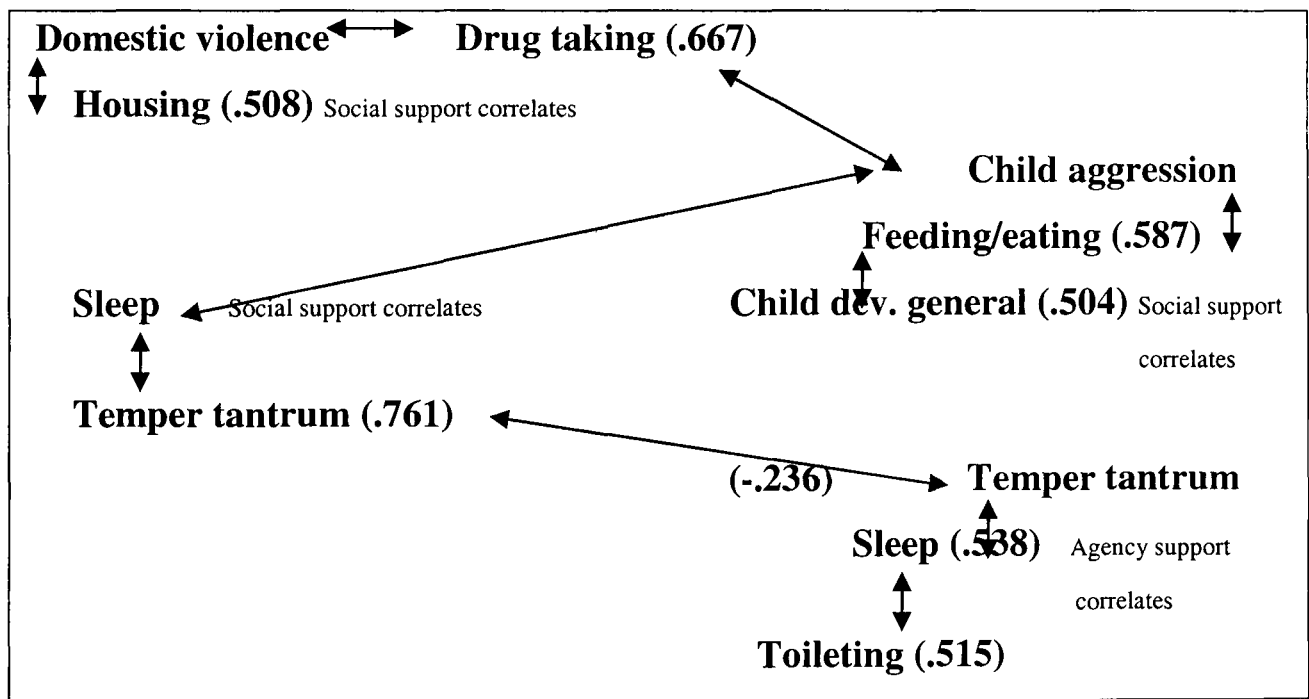 Domestic violence Drug taking (.667)
Housing (.508) Social support correlates
Child aggression
Feeding/eating (.587)
Sleep Social support correlates
Child dev. general (.504) Social support
correlates
Temper tantrum (.761)
(-.236) Temper tantrum
Sleep (.538) Agency support
correlates
Toileting (.515)